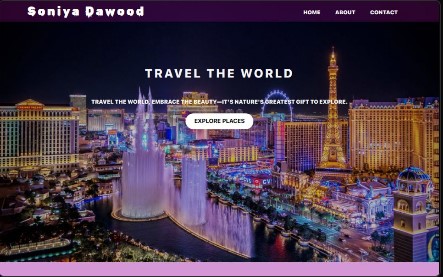 Soniya Dawood
HOME ABOUT CONTACT
TRAVEL THE WORLD
TRAVEL THE WORLD, EMBRACE THE BEAUTY—IT'S NATURE'S GREATEST GIFT TO EXPLORE.
EXPLORE PLACES